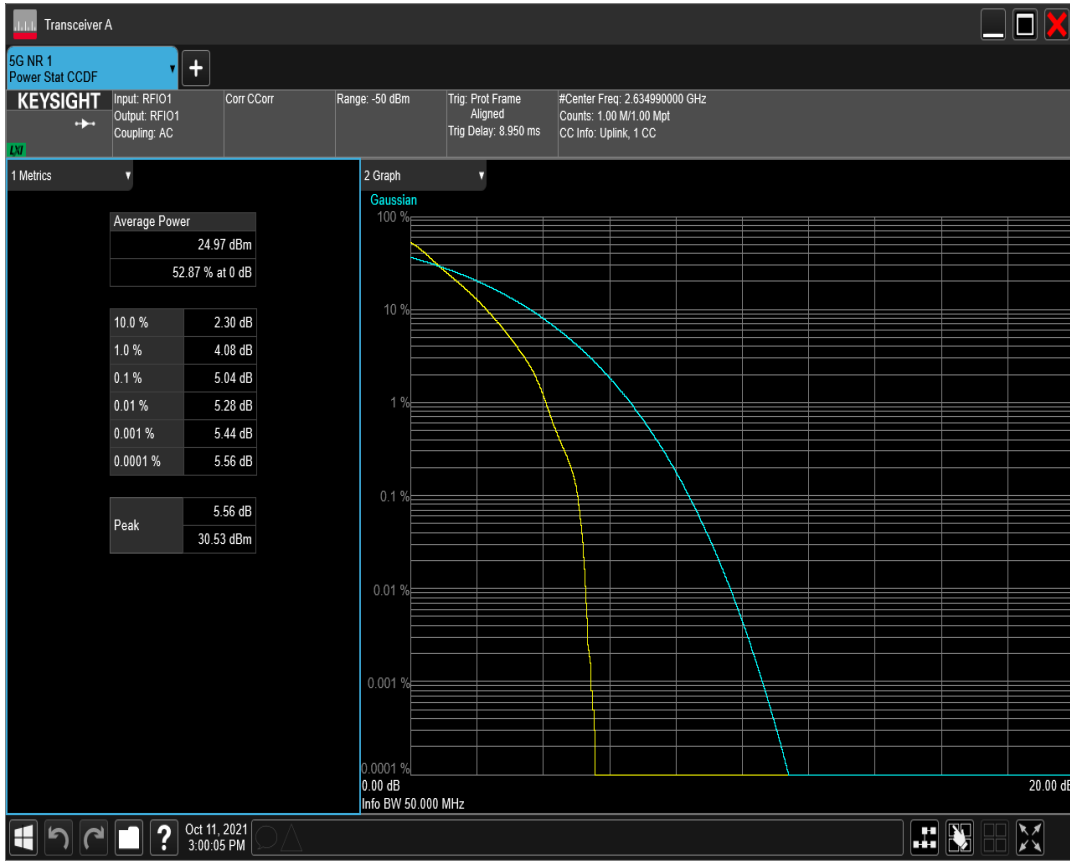 Transceiver A
5G NR 1
Power Stat CCDF
KEYSIGHT
LXI
Input: RFIO1
Output: RFIO1
Coupling: AC
Corr CCorr
Range: -50 dBm
Trig: Prot Frame
Aligned
Trig Delay: 8.950 ms
#Center Freq: 2.634990000 GHz
Counts: 1.00 M/1.00 Mpt
CC Info: Uplink, 1 CC
1 Metrics
Average Power
24.97 dBm
52.87 % at 0 dB
10.0 % 2.30 dB
1.0 % 4.08 dB
0.1 % 5.04 dB
0.01 % 5.28 dB
0.001 % 5.44 dB
0.0001 % 5.56 dB
Peak
5.56 dB
30.53 dBm
2 Graph
Gaussian
100 %
10 %
1 %
0.1 %
0.01 %
0.001 %
0.0001 %
0.00 dB 20.00 dB
Info BW 50.000 MHz
? Oct 11, 2021
3:00:05 PM